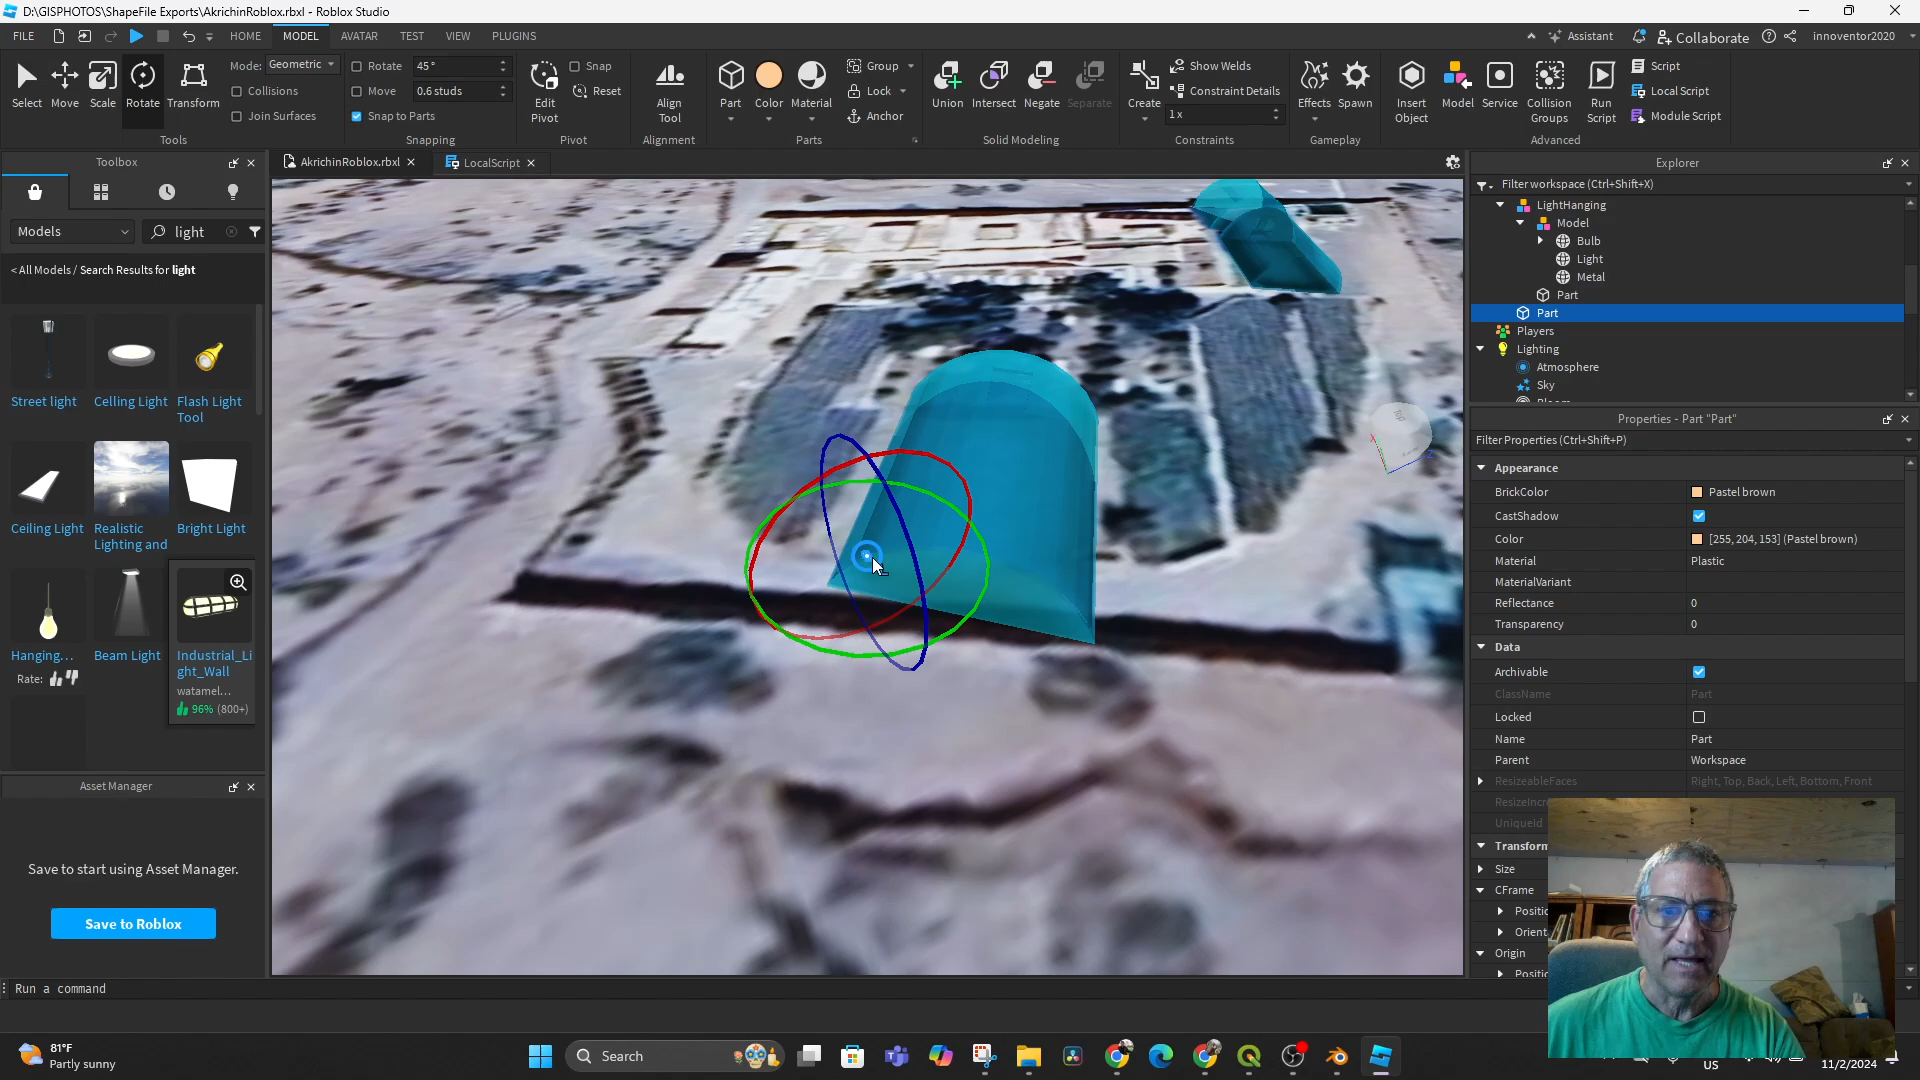 D:\GISPHOTOS\ShapeFile Exports\AkrichinRoblox.rbxl - Roblox Studio
FILE HOME MODEL AVATAR TEST VIEW PLUGINS Assistant Collaborate innoventor2020
Select Move Scale Rotate Transform
Mode: Geometric
Collisions
Join Surfaces
Tools
Rotate 45°
Move 0.6 studs
Snap to Parts
Snapping
Edit Pivot
Snap
Reset
Pivot
Align Tool
Alignment
Part Color Material
Group
Lock
Anchor
Parts
Union Intersect Negate Separate
Solid Modeling
Create
Show Welds
Constraint Details
1x
Constraints
Effects Spawn
Gameplay
Insert Object
Model
Service
Collision Groups
Run Script
Script
Local Script
Module Script
Advanced
Toolbox
AkrichinRoblox.rbxl
LocalScript
Models
light
< All Models / Search Results for light
Street light
Celling Light
Flash Light Tool
Ceiling Light
Realistic Lighting and
Bright Light
Hanging...
Rate:
Beam Light
Industrial_Li
ght_Wall
watamel...
96% (800+)
Asset Manager
Save to start using Asset Manager.
Save to Roblox
Explorer
Filter workspace (Ctrl+Shift+X)
LightHanging
Model
Bulb
Light
Metal
Part
Part
Players
Lighting
Atmosphere
Sky
Properties - Part "Part"
Filter Properties (Ctrl+Shift+P)
Appearance
BrickColor Pastel brown
CastShadow
Color [255, 204, 153] (Pastel brown)
Material Plastic
MaterialVariant
Reflectance 0
Transparency 0
Data
Archivable
ClassName Part
Locked
Name Part
Parent Workspace
ResizeableFaces Right, Top, Back, Left, Bottom, Front
ResizeIncre
UniqueId
Transform
Size
CFrame
Positic
Orient
Origin
Positic
Run a command
81°F
Partly sunny
Search
US
11/2/2024